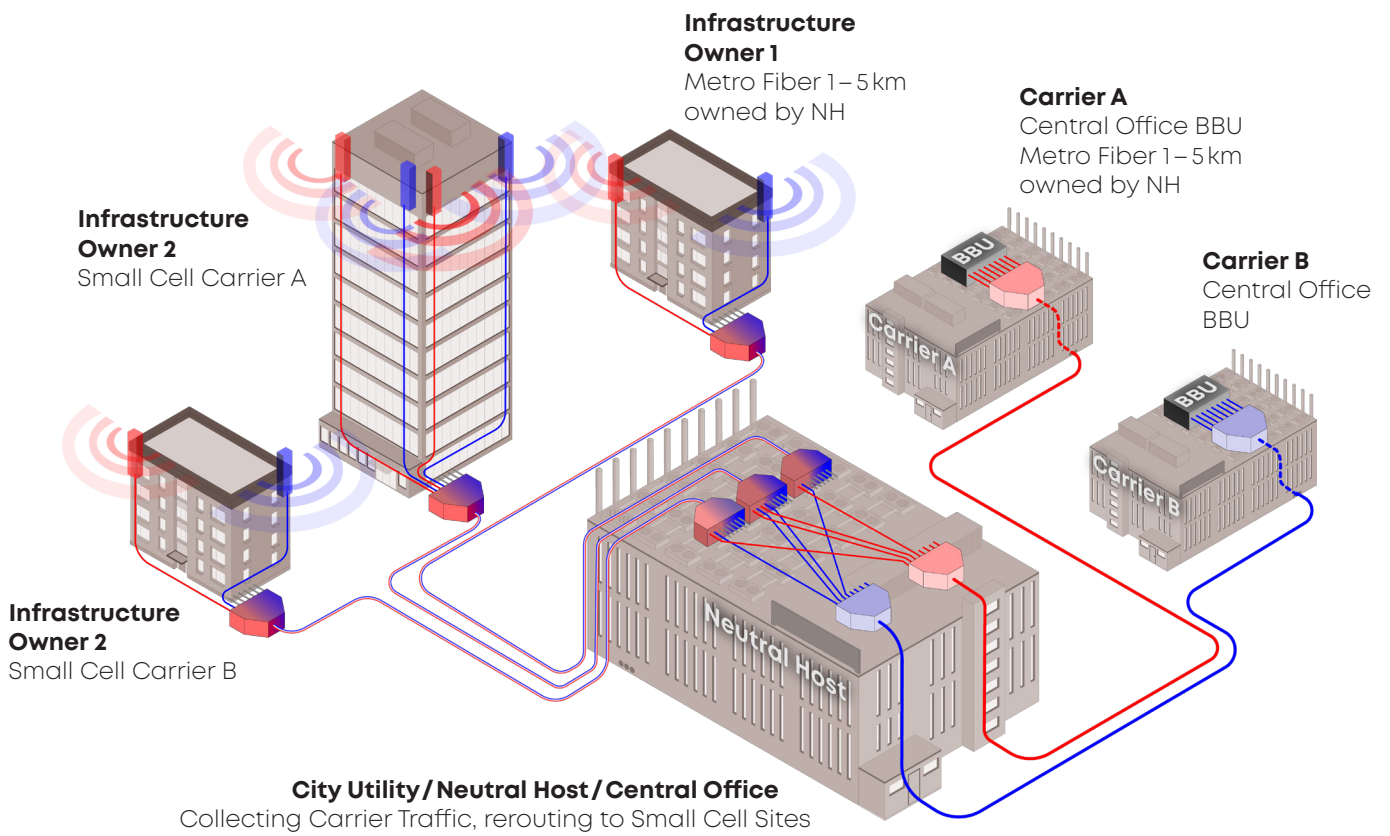 Infrastructure
Owner 1
Metro Fiber 1–5 km
owned by NH
Carrier A
Central Office BBU
Metro Fiber 1–5 km
owned by NH
Infrastructure
Owner 2
Small Cell Carrier A
Carrier B
Central Office
BBU
BBU
Carrier A
BBU
Carrier B
Infrastructure
Owner 2
Small Cell Carrier B
Neutral Host
City Utility/Neutral Host/Central Office
Collecting Carrier Traffic, rerouting to Small Cell Sites